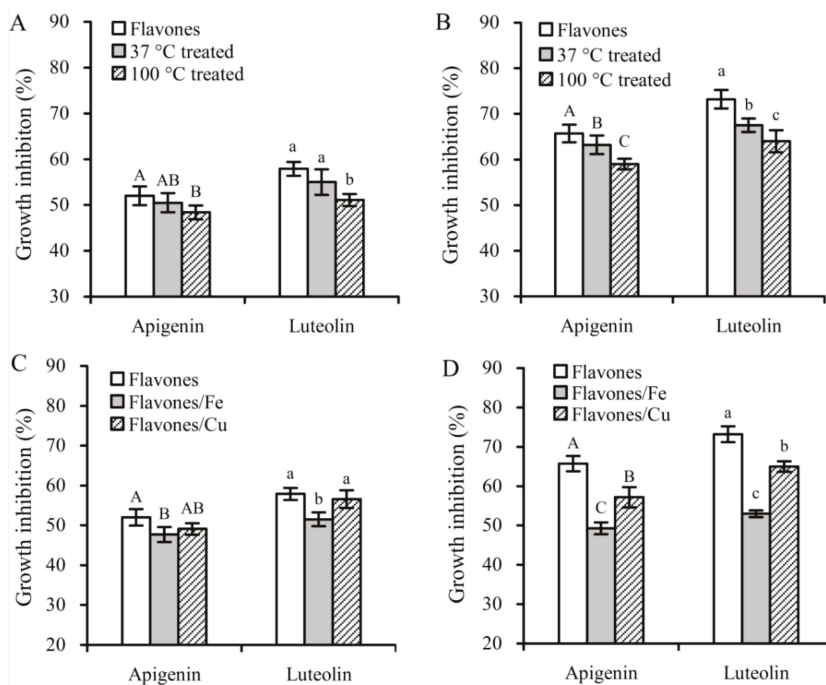 A
Growth inhibiton (%)
90
80
70
60
50
40
30
Flavones
37 °C treated
100 °C treated
A AB B
a a b
Apigenin Luteolin
B
Growth inhibition (%)
90
80
70
60
50
40
30
Flavones
37 °C treated
100 °C treated
A B C
a b c
Apigenin Luteolin
C
Growth inhibition (%)
90
80
70
60
50
40
30
20
Flavones
Flavones/Fe
Flavones/Cu
A B AB
a b a
Apigenin Luteolin
D
Growth inhibition (%)
90
80
70
60
50
40
30
20
Flavones
Flavones/Fe
Flavones/Cu
A C B
a c b
Apigenin Luteolin